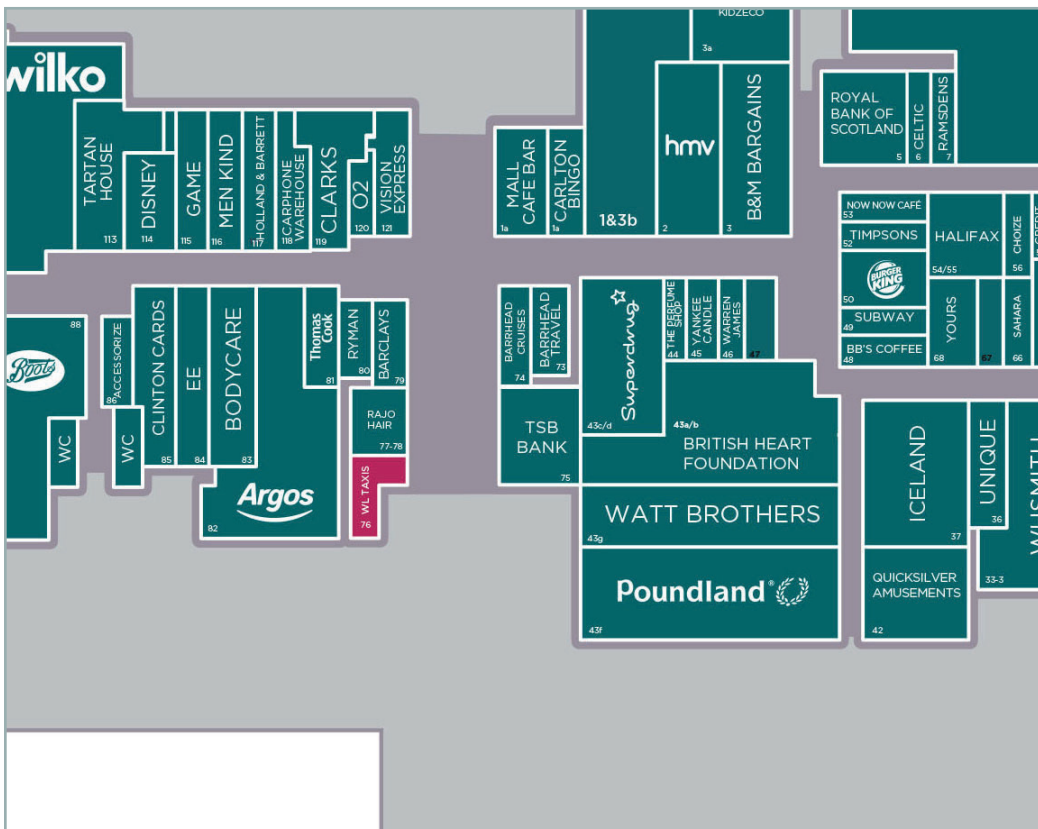 wilko
KIDZECO
3a
TARTAN
HOUSE
113
DISNEY
114
GAME
115
MEN KIND
116
HOLLAND & BARRETT
117
CARPHONE
WAREHOUSE
118
CLARKS
119
O2
120
VISION
EXPRESS
121
MALL
CAFE BAR
1a
CARLTON
BINGO
1a
1&3b
hmv
2
B&M BARGAINS
3
ROYAL
BANK OF
SCOTLAND
5
CELTIC
6
RAMSDENS
7
NOW NOW CAFÉ
53
TIMPSONS
52
BURGER
KING
50
SUBWAY
49
BB'S COFFEE
48
HALIFAX
54/55
CHOIZE
56
CREDIT
YOURS
68
67
SAHARA
66
88
Boots
WC
ACCESSORIZE
86
WC
CLINTON CARDS
85
EE
84
BODYCARE
83
Argos
82
Thomas
Cook
81
RYMAN
80
BARCLAYS
79
RAJO
HAIR
77-78
WL TAXIS
76
BARRHEAD
CRUISES
74
BARRHEAD
TRAVEL
73
TSB
BANK
75
Superdrug
43c/d
THE PERFUME
SHOP
44
YANKEE
CANDLE
45
WARREN
JAMES
46
47
43a/b
BRITISH HEART
FOUNDATION
WATT BROTHERS
43g
Poundland®
43f
ICELAND
37
UNIQUE
36
WHSMITH
33-3
QUICKSILVER
AMUSEMENTS
42